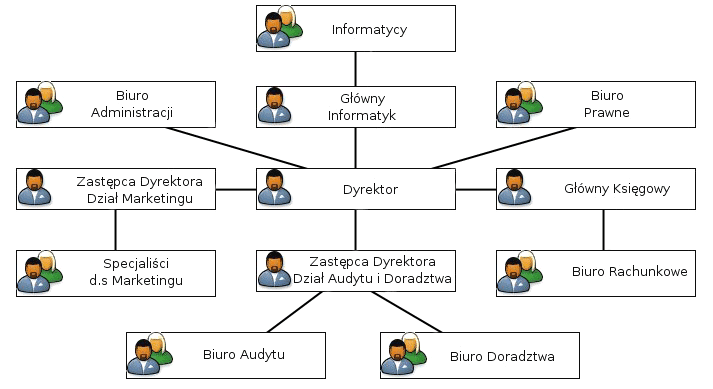 Informatycy
Biuro
Administracji
Główny
Informatyk
Biuro
Prawne
Zastępca Dyrektora
Dział Marketingu
Dyrektor
Główny Księgowy
Specjaliści
d.s Marketingu
Zastępca Dyrektora
Dział Audytu i Doradztwa
Biuro Rachunkowe
Biuro Audytu
Biuro Doradztwa